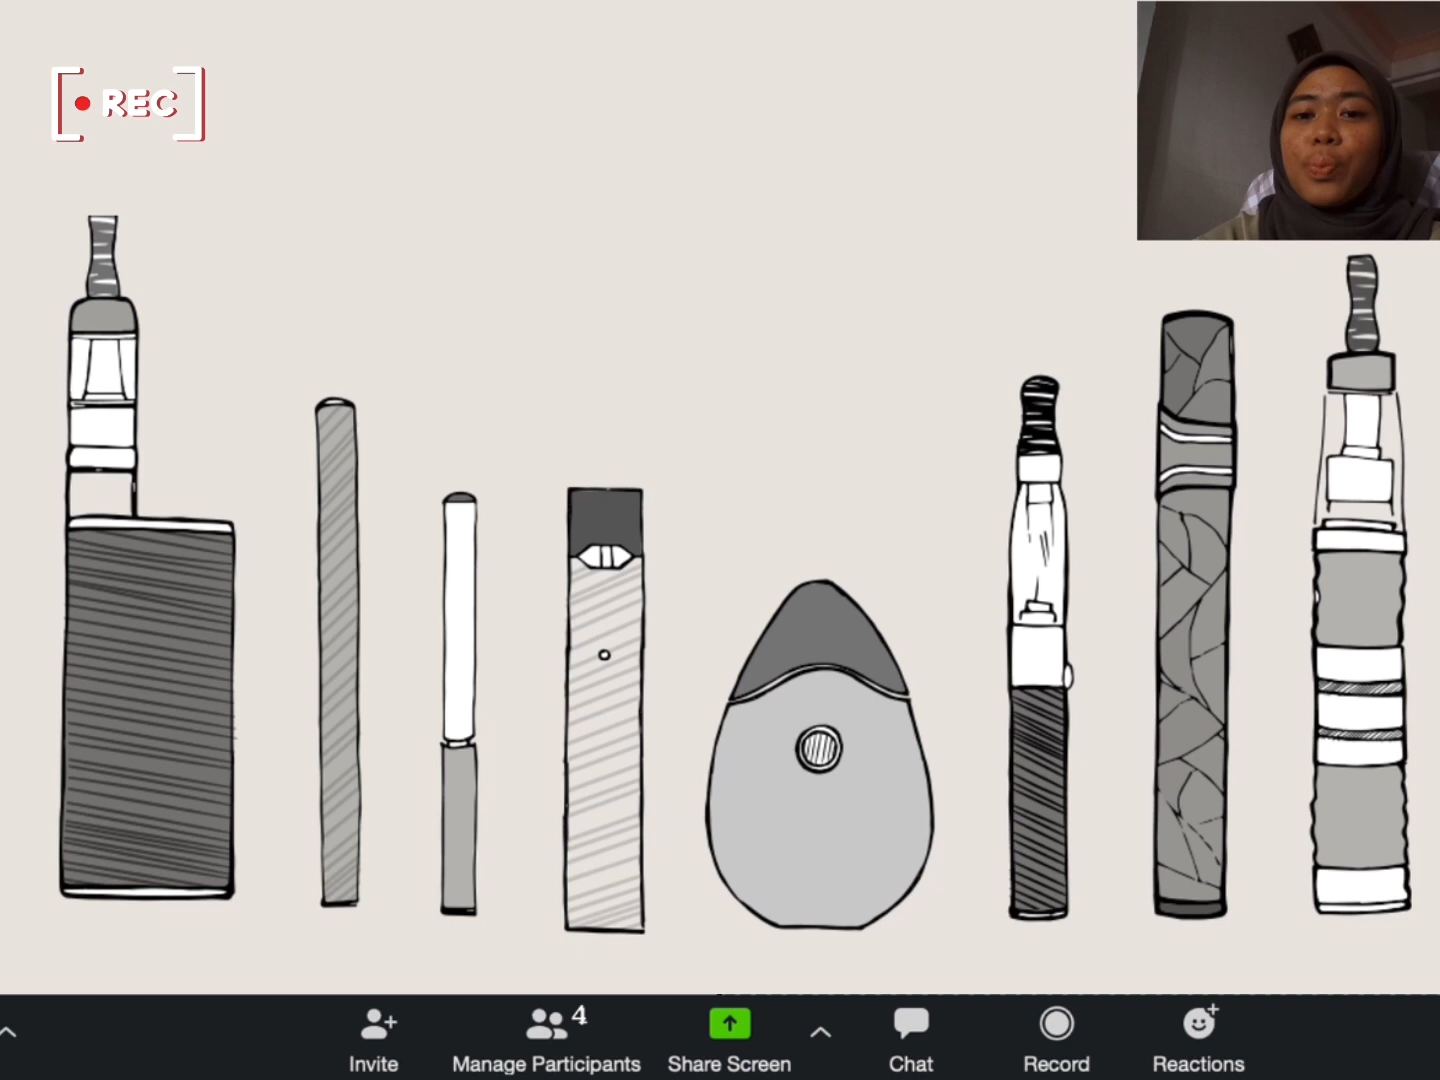 REC
4
Invite
Manage Participants
Share Screen
Chat
Record
Reactions